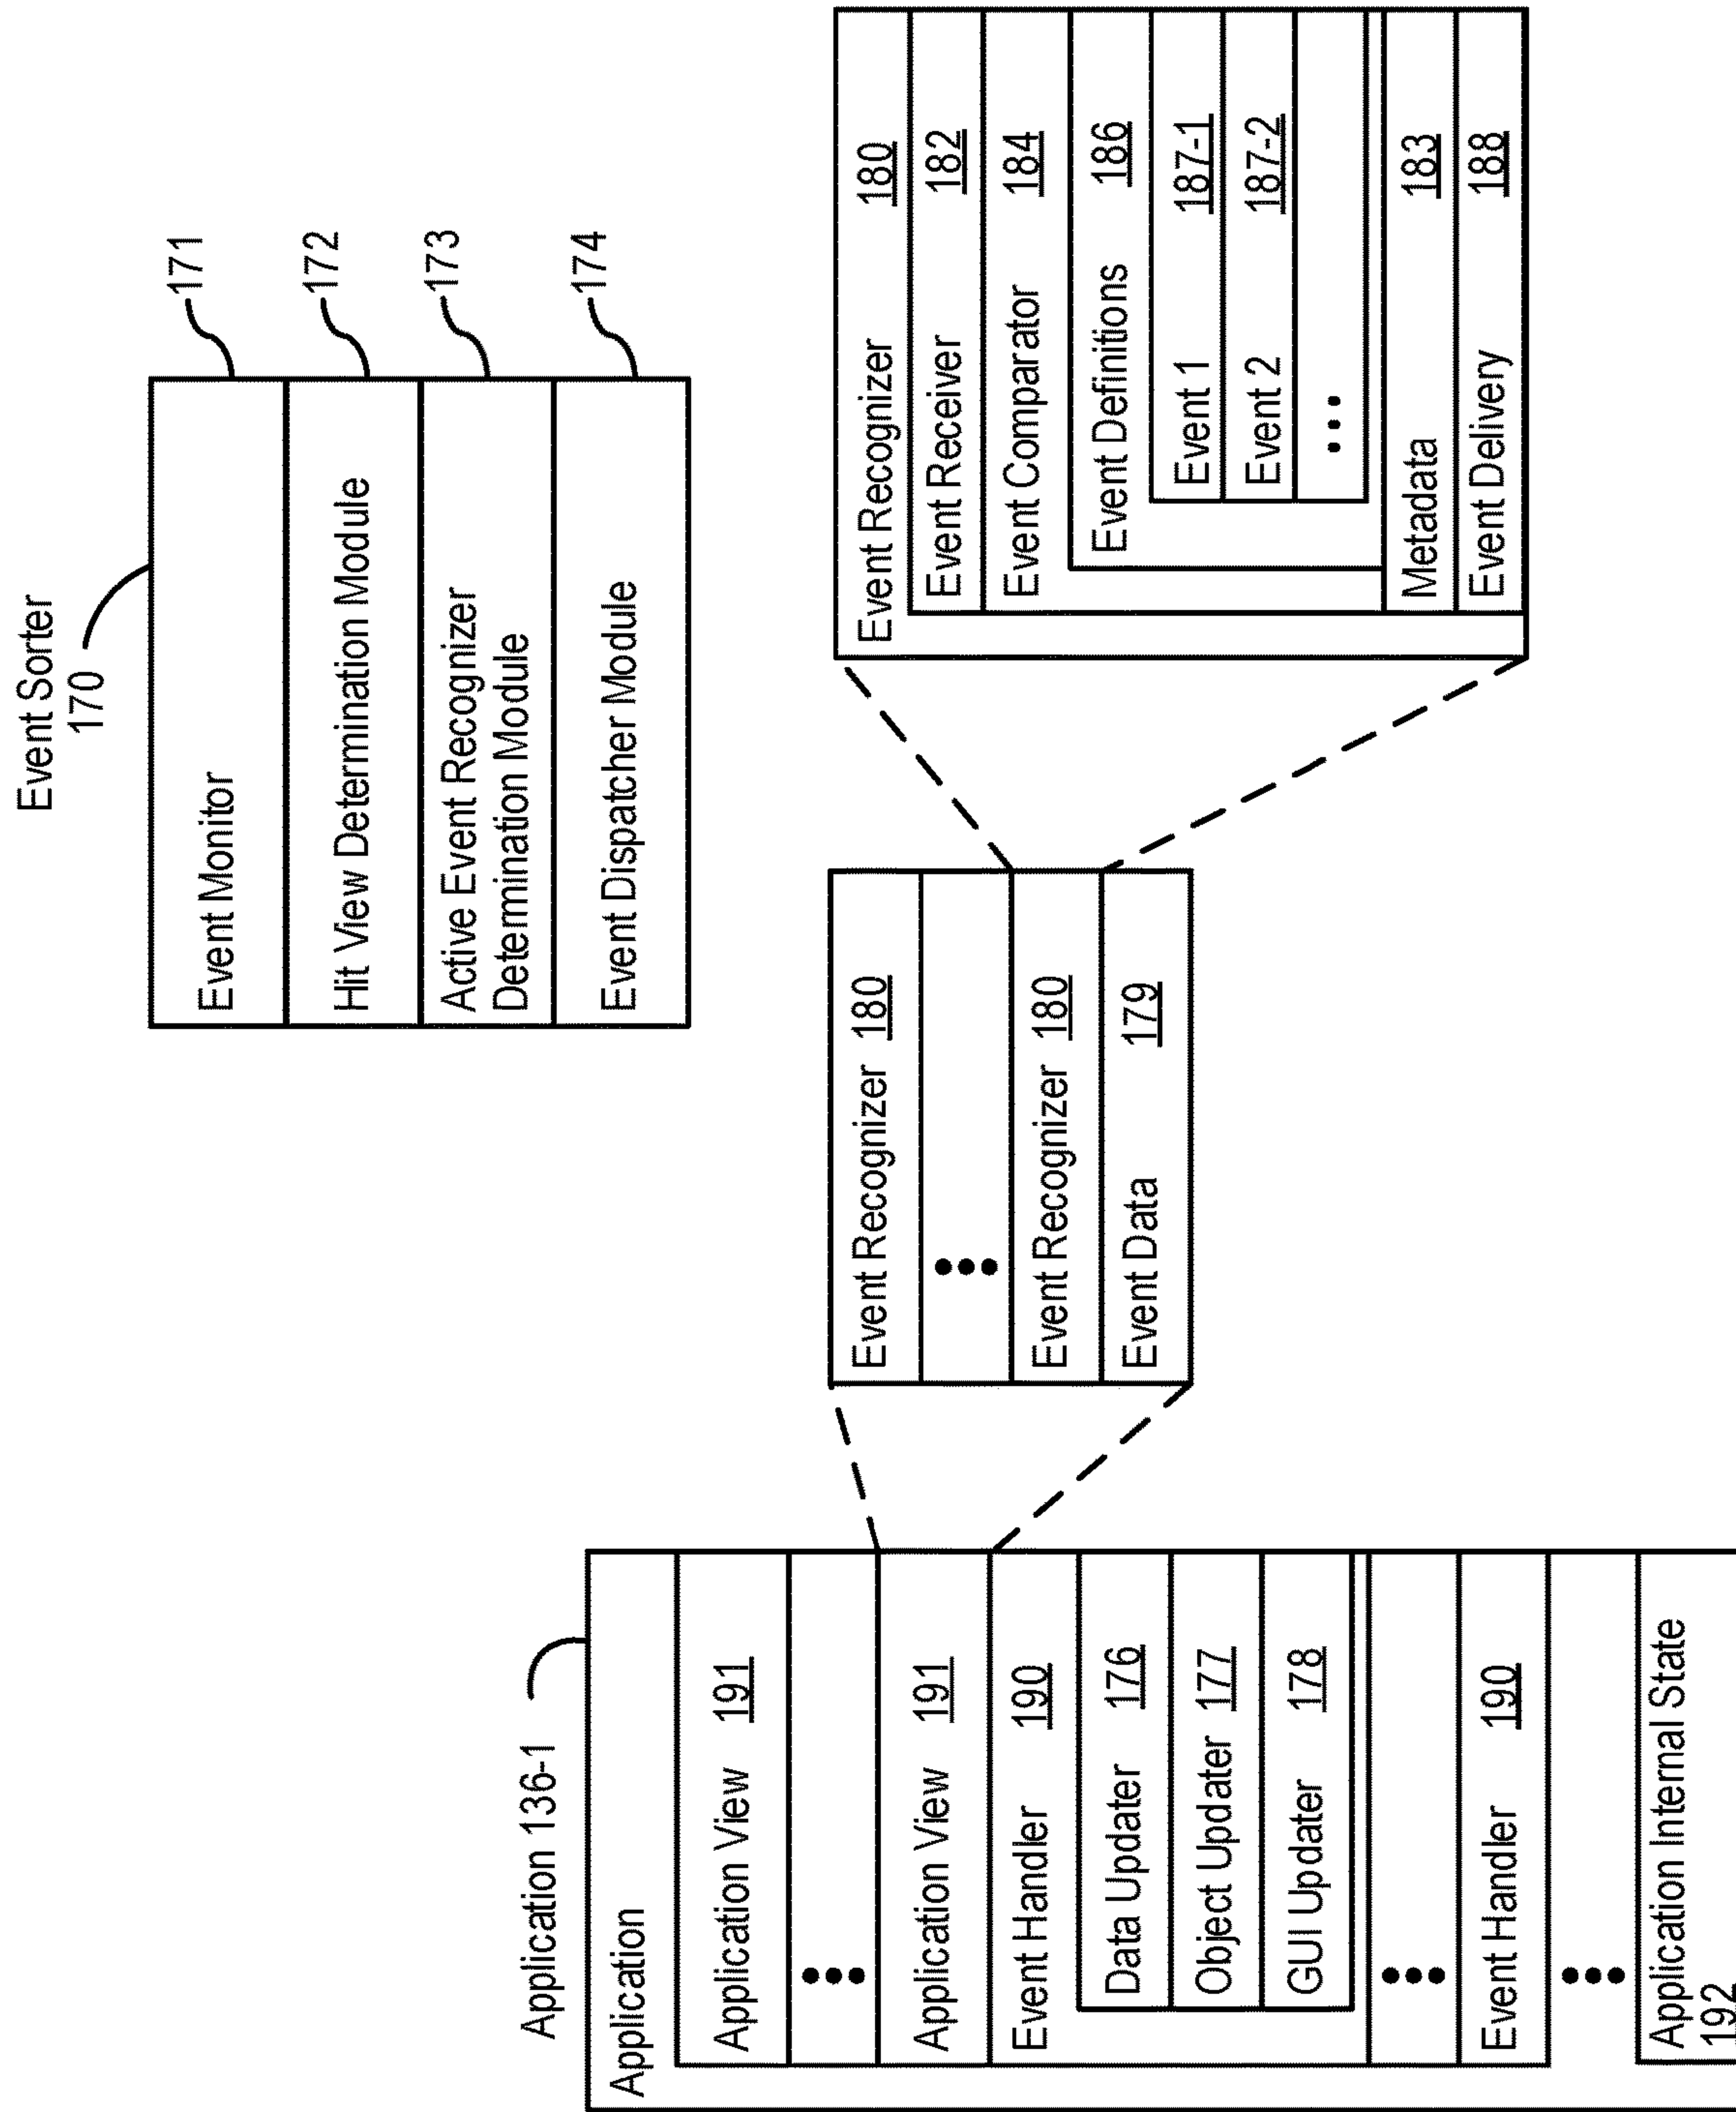 Event Sorter
170
Event Monitor
171
Hit View Determination Module
172
Active Event Recognizer
Determination Module
173
Event Dispatcher Module
174
Application 136-1
Application
Application View 191
•••
Application View 191
Event Handler 190
Data Updater 176
Object Updater 177
GUI Updater 178
•••
Event Handler 190
•••
Application Internal State
192
Event Recognizer 180
•••
Event Recognizer 180
Event Data 179
Event Recognizer 180
Event Receiver 182
Event Comparator 184
Event Definitions 186
Event 1 187-1
Event 2 187-2
•••
Metadata 183
Event Delivery 188